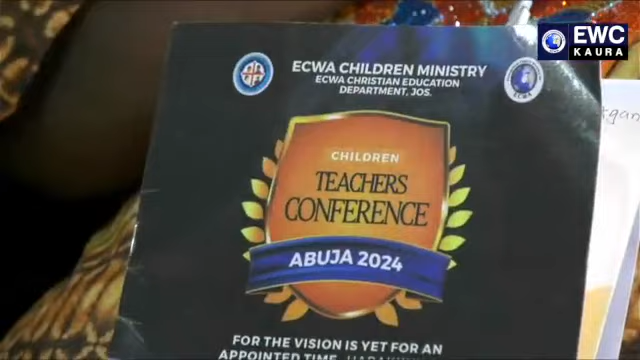 EWC
KAURA
ECWA CHILDREN MINISTRY
ECWA CHRISTIAN EDUCATION
DEPARTMENT, JOS.
ECWA
CHILDREN
TEACHERS
CONFERENCE
ABUJA 2024
FOR THE VISION IS YET FOR AN
APPOINTED TIME